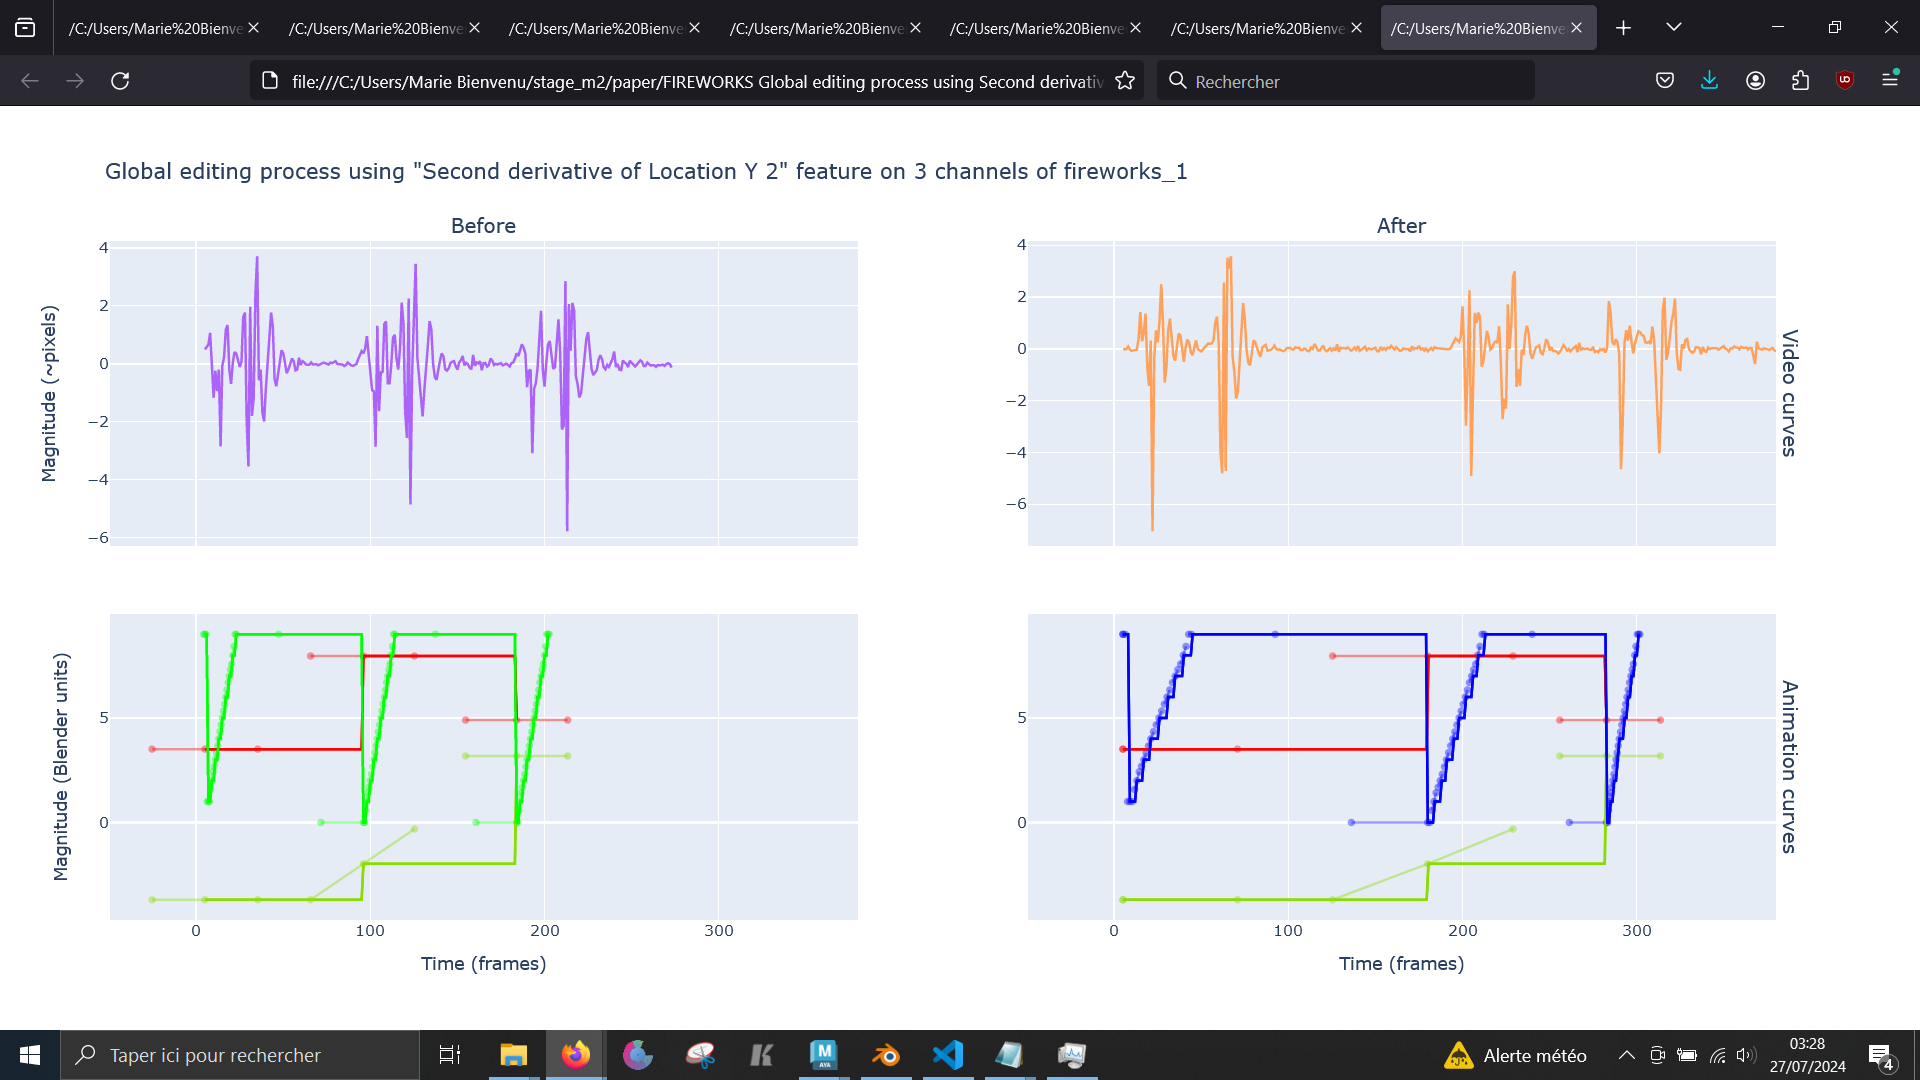 /C:/Users/Marie%20Bienve
/C:/Users/Marie%20Bienve
/C:/Users/Marie%20Bienve
/C:/Users/Marie%20Bienve
/C:/Users/Marie%20Bienve
/C:/Users/Marie%20Bienve
/C:/Users/Marie%20Bienve
file:///C:/Users/Marie Bienvenu/stage_m2/paper/FIREWORKS Global editing process using Second derivativ
Rechercher
Global editing process using "Second derivative of Location Y 2" feature on 3 channels of fireworks_1
Before
After
4
2
0
−2
−4
−6
Magnitude (~pixels)
4
2
0
−2
−4
−6
Video curves
5
0
Magnitude (Blender units)
0
100
200
300
Time (frames)
5
0
Animation curves
0
100
200
300
Time (frames)
Taper ici pour rechercher
M
AYA
Alerte météo
03:28
27/07/2024
4